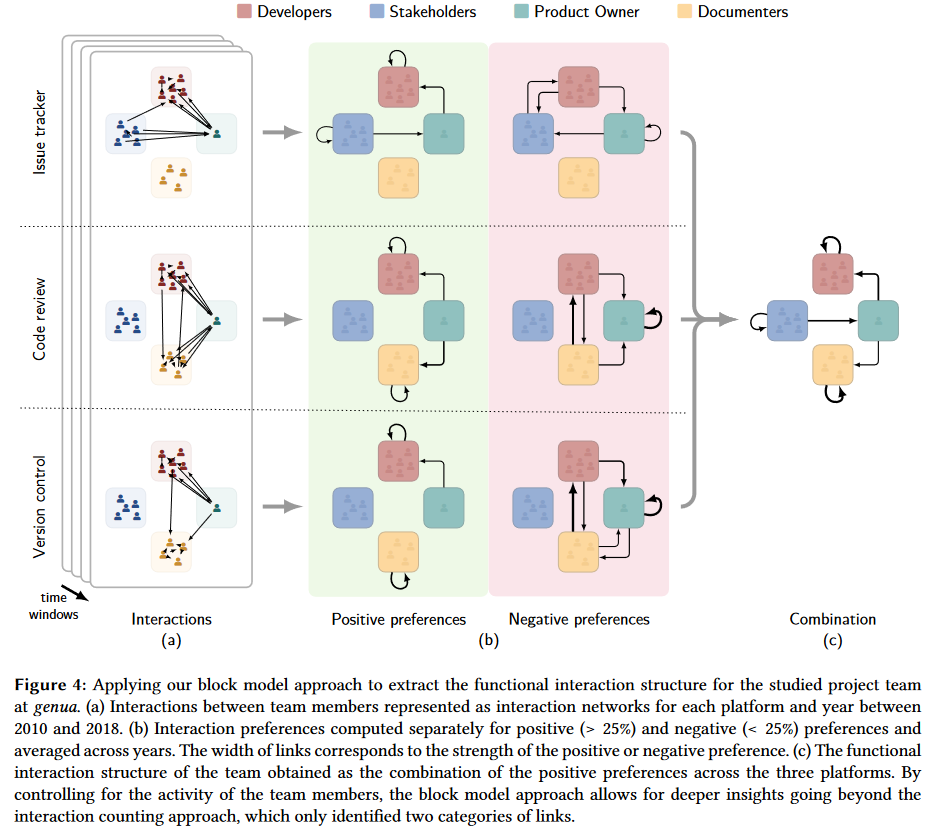 Developers Stakeholders Product Owner Documenters
Issue tracker
Code review
Version control
time
windows
Interactions
(a)
Positive preferences
(b)
Negative preferences
Combination
(c)
Figure 4: Applying our block model approach to extract the functional interaction structure for the studied project team
at genua. (a) Interactions between team members represented as interaction networks for each platform and year between
2010 and 2018. (b) Interaction preferences computed separately for positive (> 25%) and negative (< 25%) preferences and
averaged across years. The width of links corresponds to the strength of the positive or negative preference. (c) The functional
interaction structure of the team obtained as the combination of the positive preferences across the three platforms. By
controlling for the activity of the team members, the block model approach allows for deeper insights going beyond the
interaction counting approach, which only identified two categories of links.